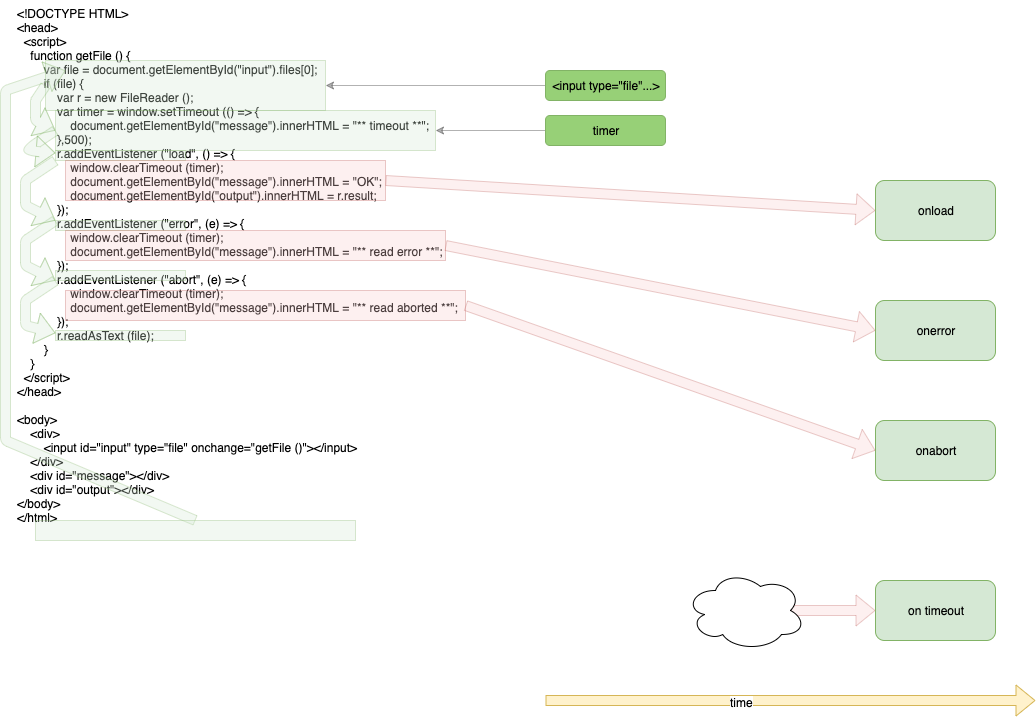 <!DOCTYPE HTML>
<head>
<script>
function getFile () {
var file = document.getElementById("input").files[0];
if (file) {
var r = new FileReader ();
var timer = window.setTimeout (() => {
document.getElementById("message").innerHTML = "** timeout **";
},500);
r.addEventListener ("load", () => {
window.clearTimeout (timer);
document.getElementById("message").innerHTML = "OK";
document.getElementById("output").innerHTML = r.result;
});
r.addEventListener ("error", (e) => {
window.clearTimeout (timer);
document.getElementById("message").innerHTML = "** read error **";
});
r.addEventListener ("abort", (e) => {
window.clearTimeout (timer);
document.getElementById("message").innerHTML = "** read aborted **";
});
r.readAsText (file);
}
}
</script>
</head>
<body>
<div>
<input id="input" type="file" onchange="getFile ()"></input>
</div>
<div id="message"></div>
<div id="output"></div>
</body>
</html>
<input type="file"...>
timer
onload
onerror
onabort
on timeout
time